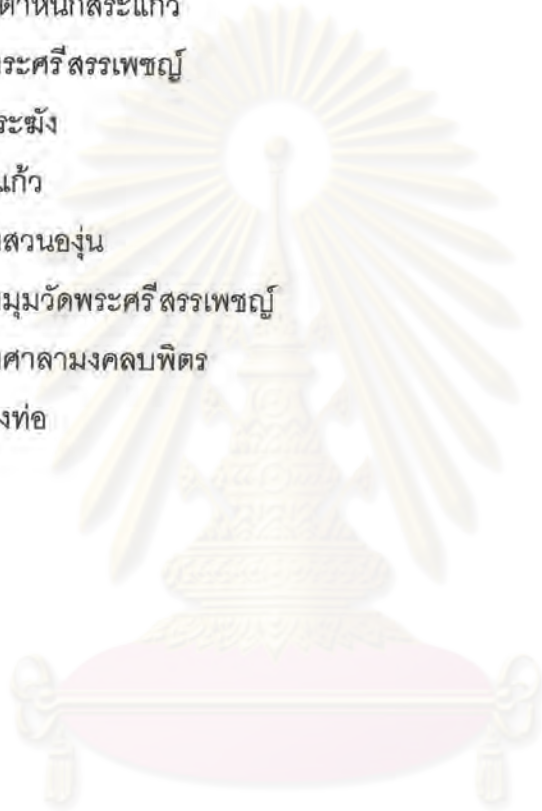 ตำหนักสระแก้ว
ระศรีสรรเพชญ์
ระฆัง
แก้ว
สวนองุ่น
มุมวัดพระศรีสรรเพชญ์
ศาลามงคลบพิตร
งท่อ